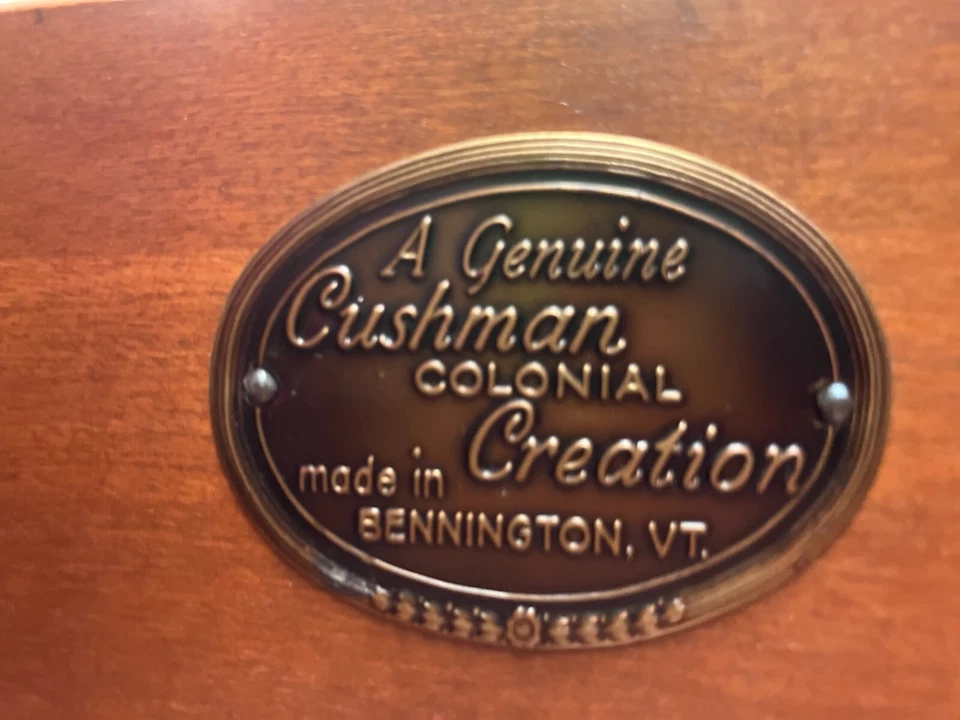 A Genuine
Cushman
COLONIAL
Creation
made in
BENNINGTON, VT.